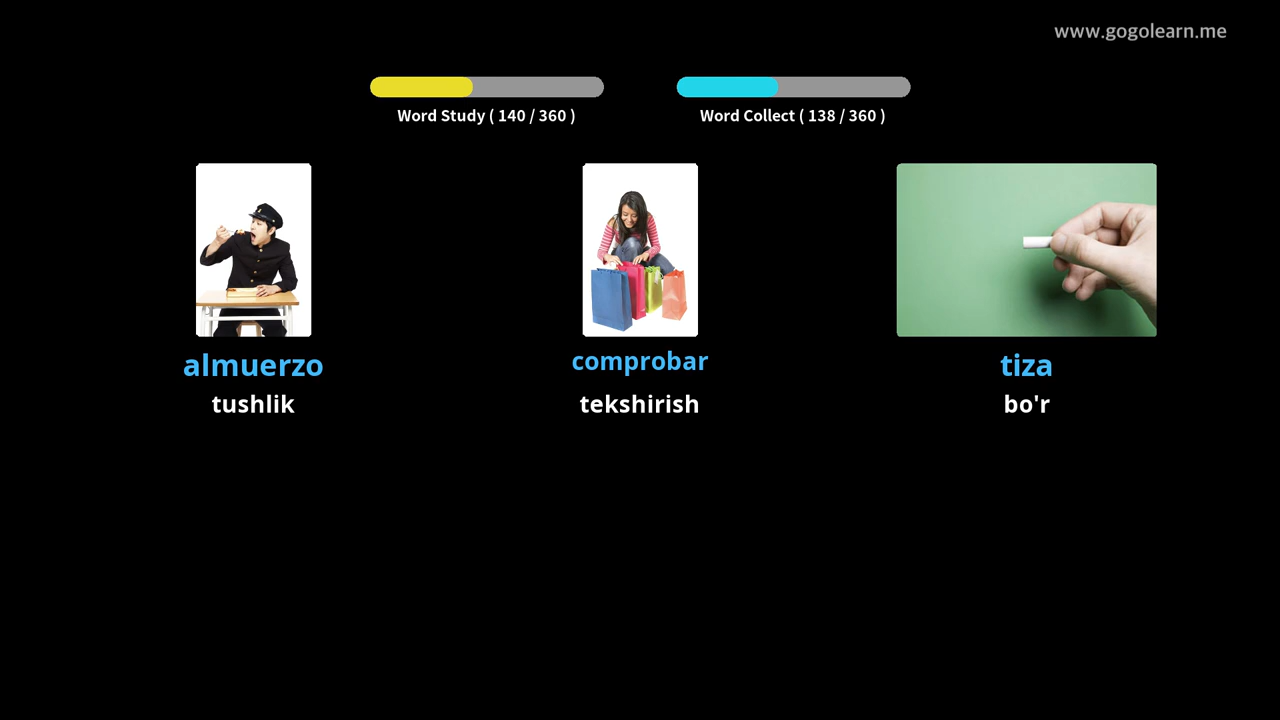 www.gogolearn.me
Word Study ( 140 / 360 )
Word Collect ( 138 / 360 )
almuerzo
comprobar
tiza
tushlik
tekshirish
bo'r